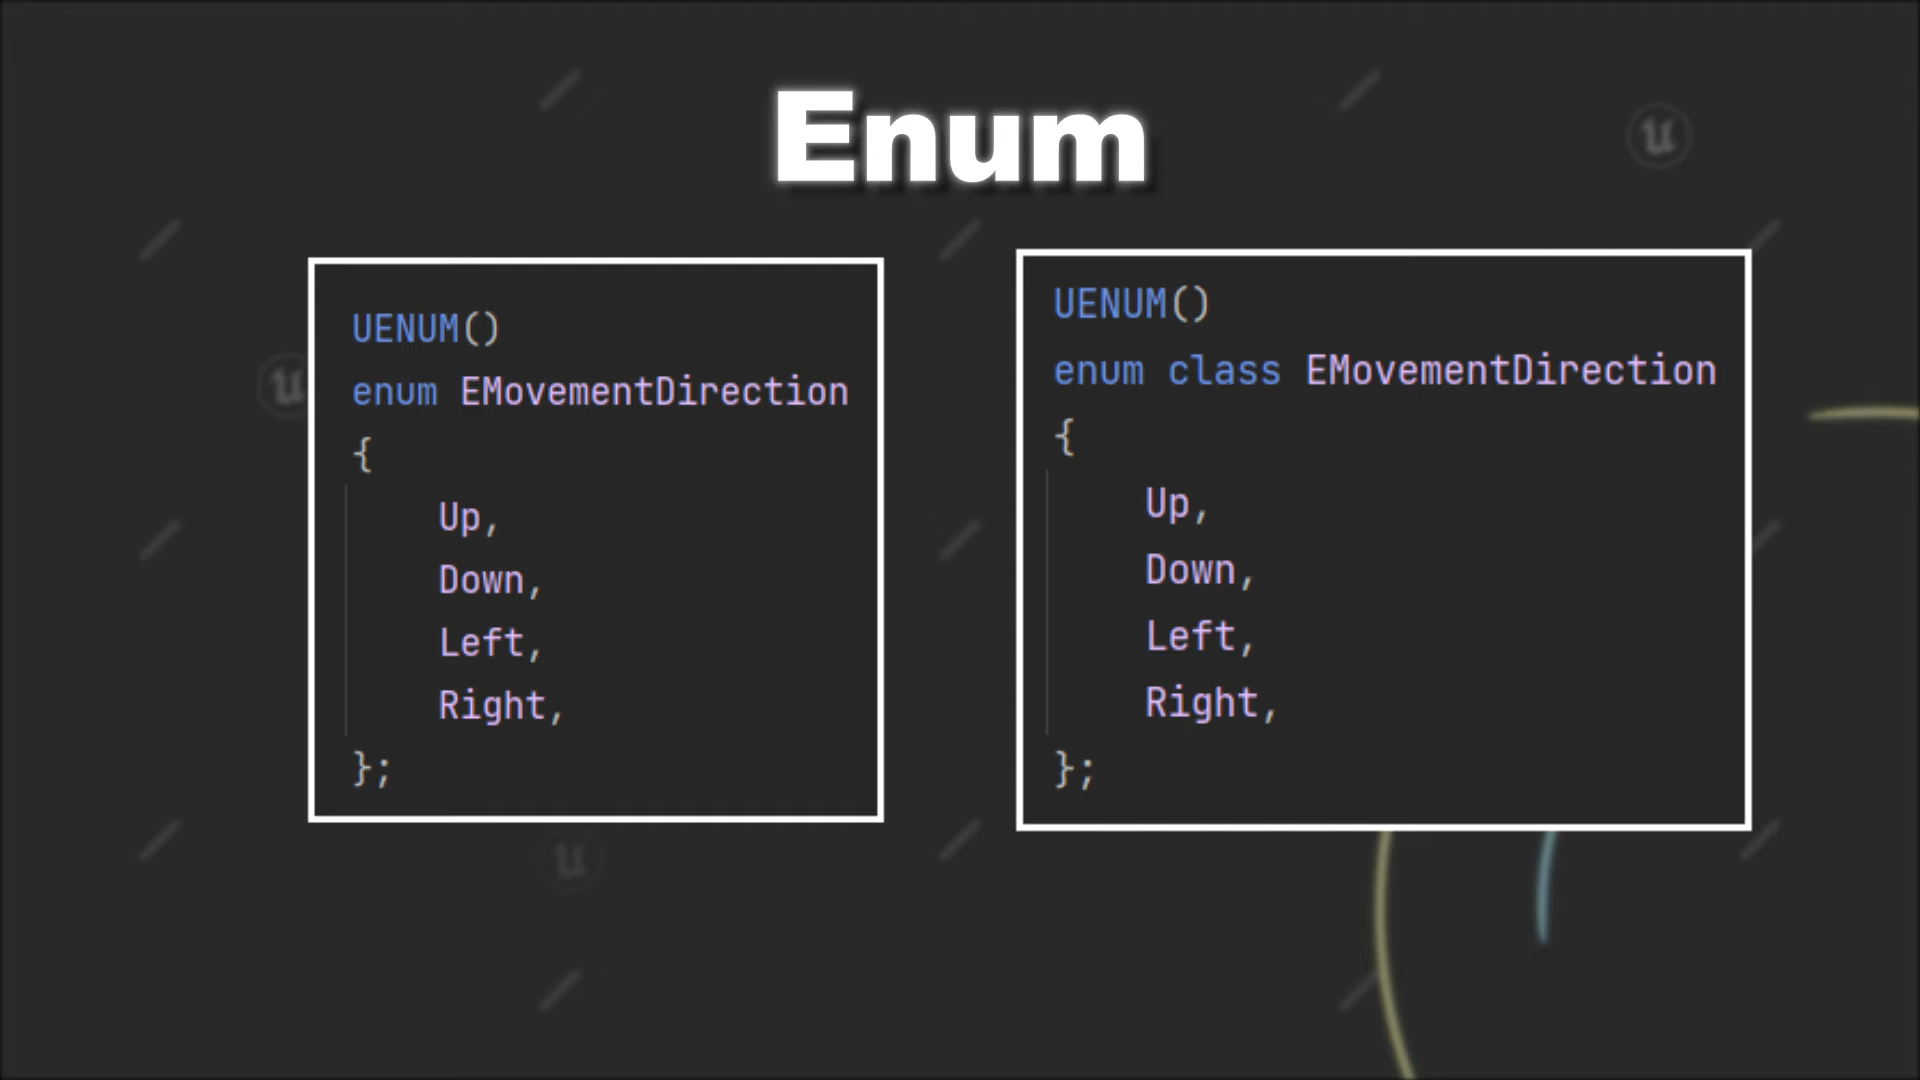 Enum
UENUM()
enum EMovementDirection
{
    Up,
    Down,
    Left,
    Right,
};
UENUM()
enum class EMovementDirection
{
    Up,
    Down,
    Left,
    Right,
};